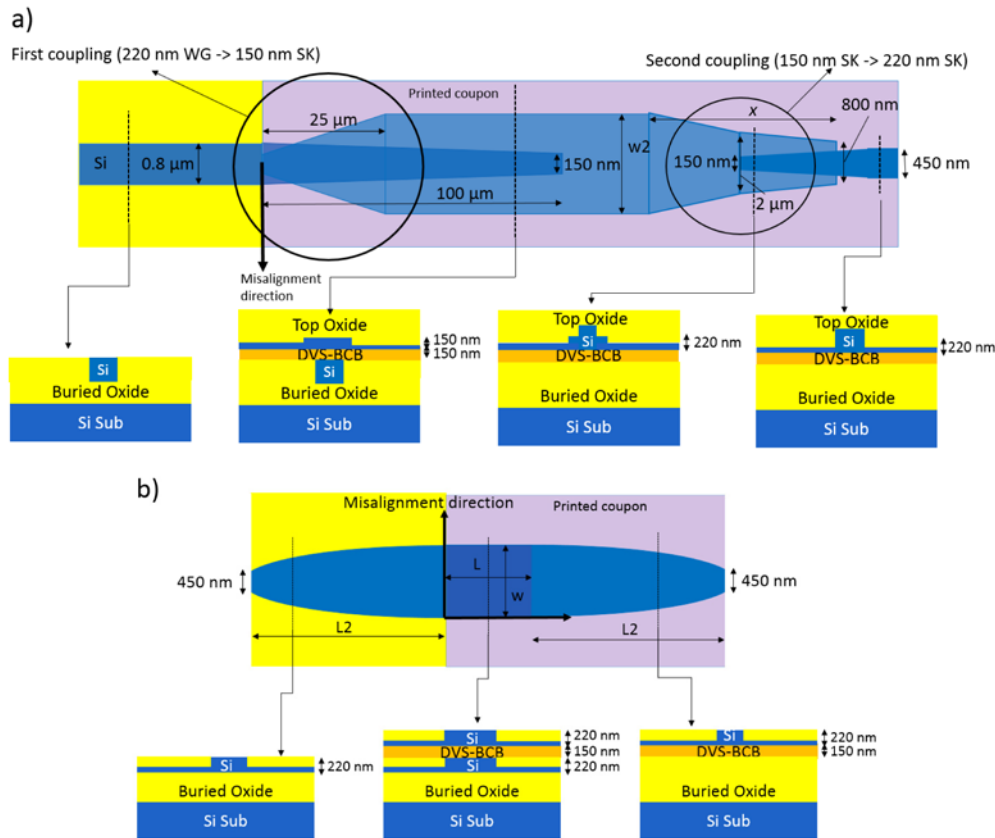 a)
First coupling (220 nm WG -> 150 nm SK)
Second coupling (150 nm SK -> 220 nm SK)
Printed coupon
x
800 nm
25 µm
Si
0.8 µm
150 nm
w2
150 nm
450 nm
100 µm
2 µm
Misalignment
direction
Top Oxide
150 nm
DVS-BCB
150 nm
Si
Buried Oxide
Si Sub
Top Oxide
Si
220 nm
DVS-BCB
Buried Oxide
Si Sub
Top Oxide
Si
220 nm
DVS-BCB
Buried Oxide
Si Sub
Si
Buried Oxide
Si Sub
b)
Misalignment direction
Printed coupon
450 nm
L
w
450 nm
L2
L2
Si
220 nm
Buried Oxide
Si Sub
Si
220 nm
DVS-BCB
150 nm
Si
220 nm
Buried Oxide
Si Sub
Si
220 nm
DVS-BCB
150 nm
Buried Oxide
Si Sub